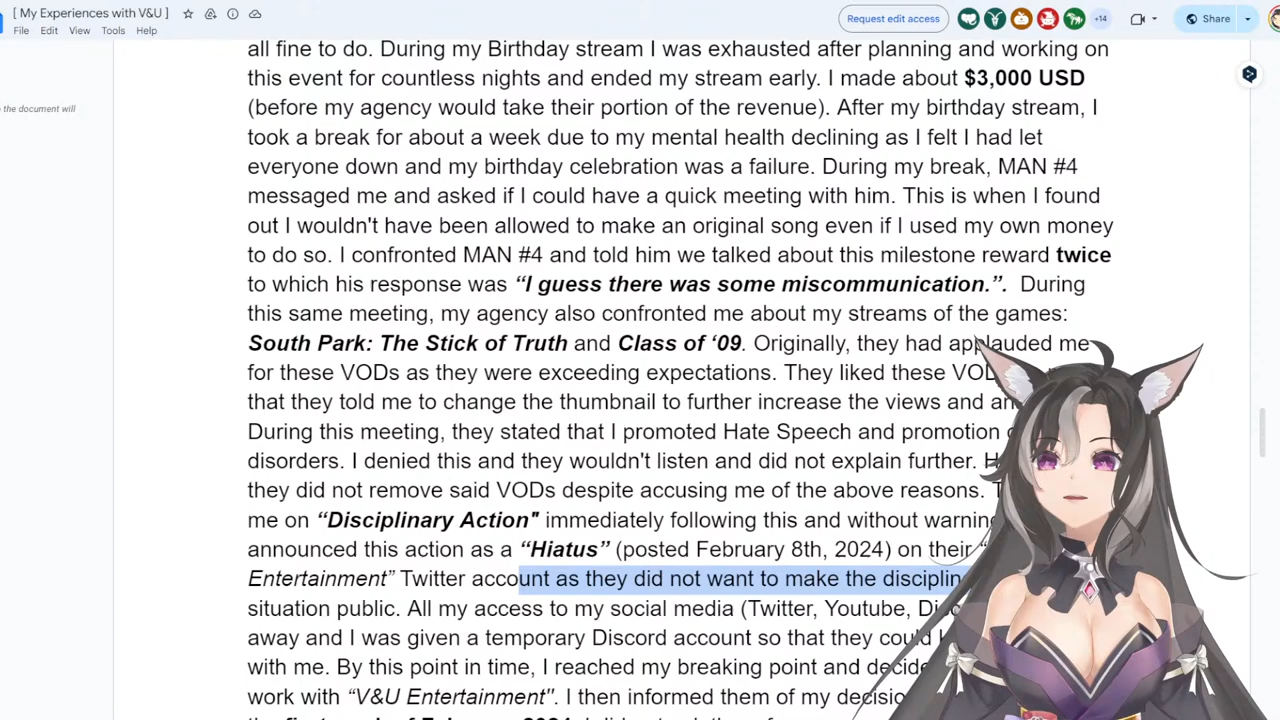 [ My Experiences with V&U ]
File Edit View Tools Help
Request edit access
+14
Share
n the document will
all fine to do. During my Birthday stream I was exhausted after planning and working on
this event for countless nights and ended my stream early. I made about $3,000 USD
(before my agency would take their portion of the revenue). After my birthday stream, I
took a break for about a week due to my mental health declining as I felt I had let
everyone down and my birthday celebration was a failure. During my break, MAN #4
messaged me and asked if I could have a quick meeting with him. This is when I found
out I wouldn't have been allowed to make an original song even if I used my own money
to do so. I confronted MAN #4 and told him we talked about this milestone reward twice
to which his response was “I guess there was some miscommunication.”. During
this same meeting, my agency also confronted me about my streams of the games:
South Park: The Stick of Truth and Class of ‘09. Originally, they had applauded me
for these VODs as they were exceeding expectations. They liked these VOD
that they told me to change the thumbnail to further increase the views and
During this meeting, they stated that I promoted Hate Speech and promotion
disorders. I denied this and they wouldn't listen and did not explain further.
they did not remove said VODs despite accusing me of the above reasons.
me on “Disciplinary Action" immediately following this and without warnin
announced this action as a “Hiatus” (posted February 8th, 2024) on their
Entertainment” Twitter account as they did not want to make the disciplin
situation public. All my access to my social media (Twitter, Youtube,
away and I was given a temporary Discord account so that they could
with me. By this point in time, I reached my breaking point and decide
work with “V&U Entertainment". I then informed them of my decisio